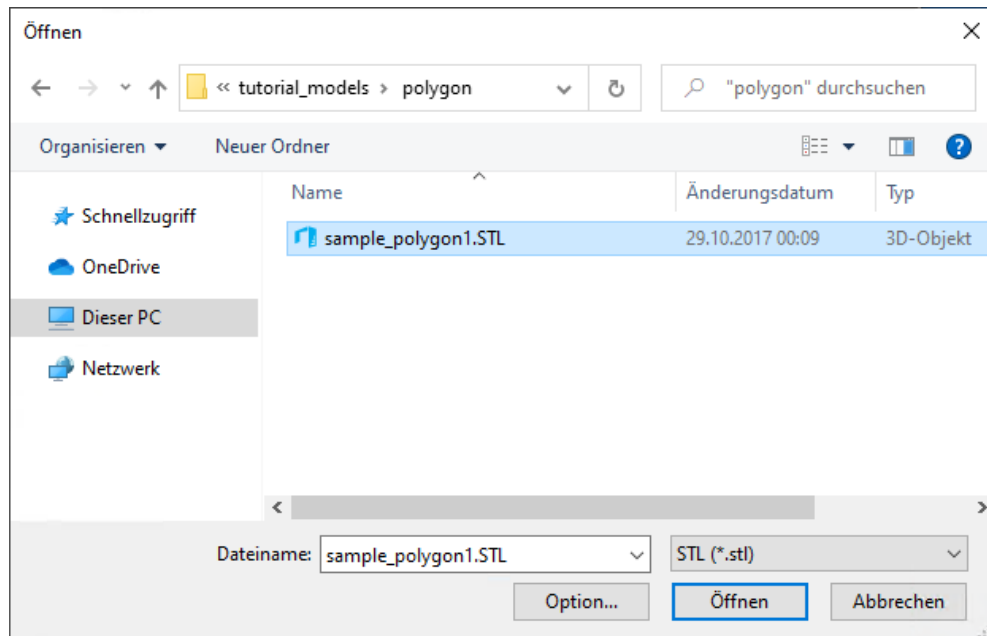 Öffnen
« tutorial_models › polygon
"polygon" durchsuchen
Organisieren Neuer Ordner ?
Name Änderungsdatum Typ
Schnellzugriff
sample_polygon1.STL 29.10.2017 00:09 3D-Objekt
OneDrive
Dieser PC
Netzwerk
Dateiname: sample_polygon1.STL STL (*.stl)
Option... Öffnen Abbrechen